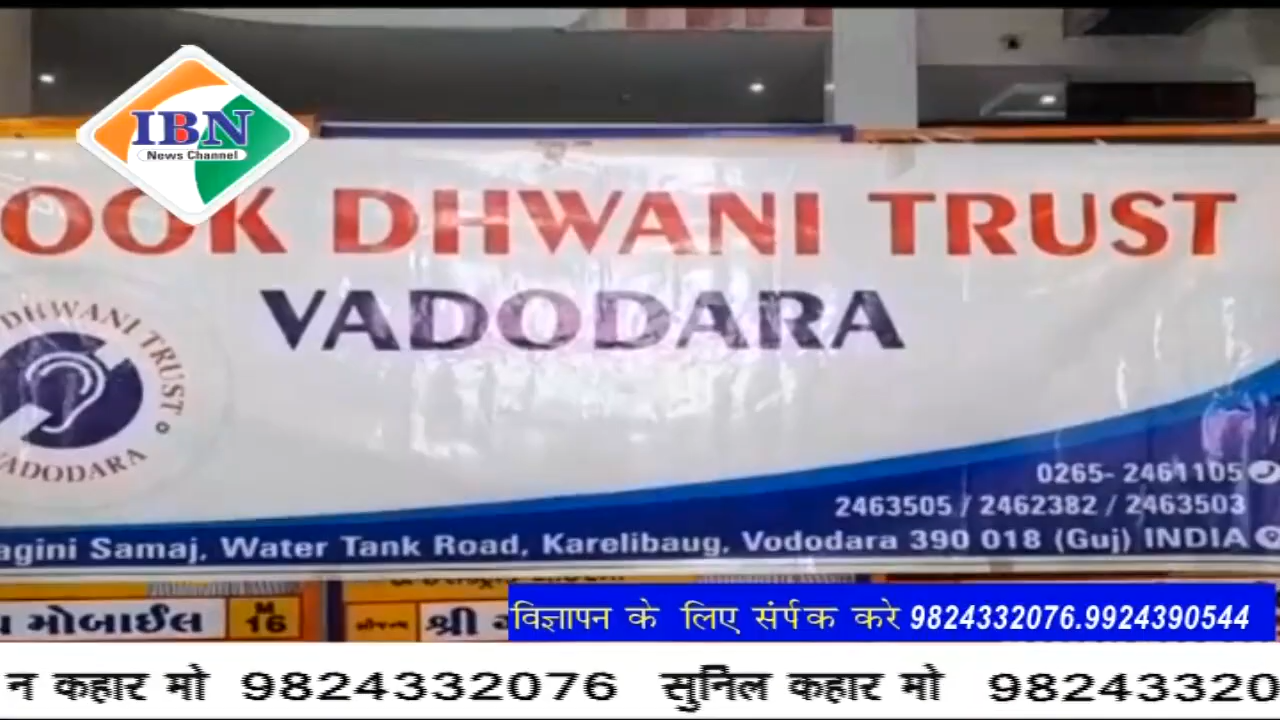 IBN
News Channel
OOK DHWANI TRUST
VADODARA
DHWANI TRUST
VADODARA
0265- 2461105
2463505 / 2462382 / 2463503
agini Samaj, Water Tank Road, Karelibaug, Vododara 390 018 (Guj) INDIA
મોબાઈલ
M
16
શ્રી
विज्ञापन के लिए संर्पक करे 9824332076.9924390544
न कहार मो 9824332076 सुनिल कहार मो 98243320